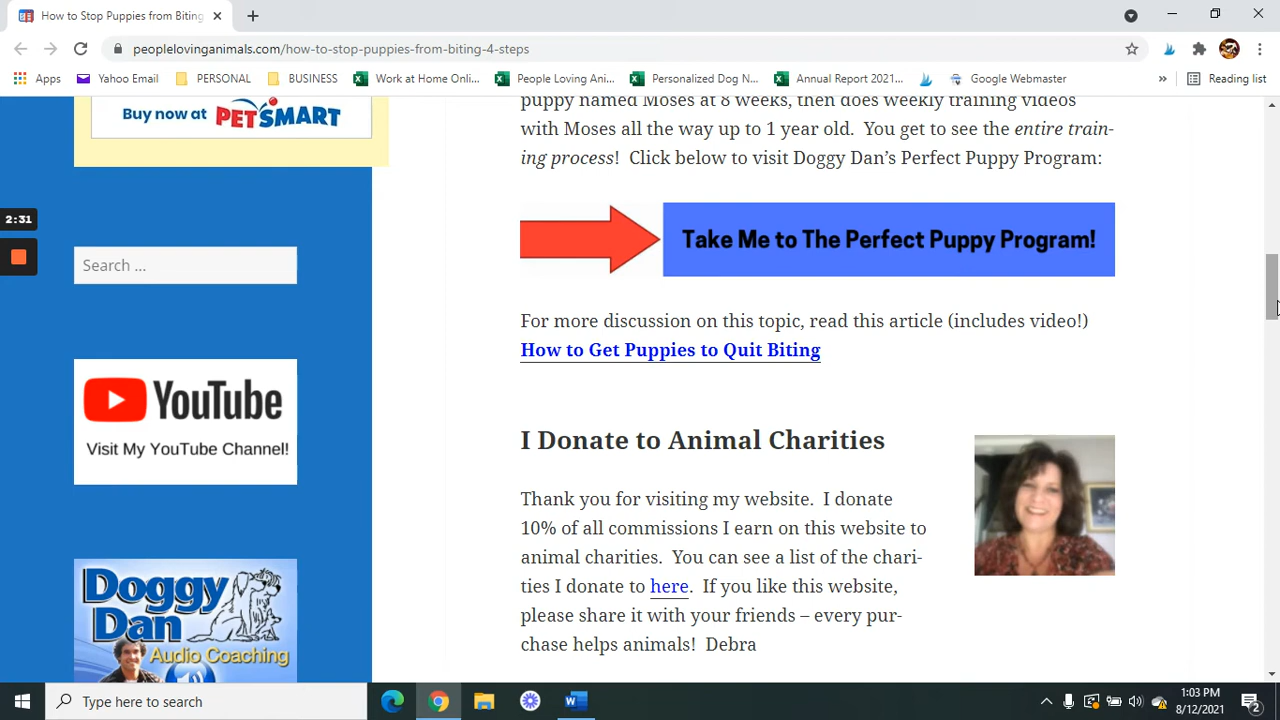 How to Stop Puppies from Biting
peoplelovinganimals.com/how-to-stop-puppies-from-biting-4-steps
Apps Yahoo Email PERSONAL BUSINESS Work at Home Onli... People Loving Ani... Personalized Dog N... Annual Report 2021... Google Webmaster » Reading list
Buy now at PETSMART
puppy named Moses at 8 weeks, then does weekly training videos
with Moses all the way up to 1 year old. You get to see the entire train-
ing process! Click below to visit Doggy Dan's Perfect Puppy Program:
2:31
Take Me to The Perfect Puppy Program!
Search ...
For more discussion on this topic, read this article (includes video!)
How to Get Puppies to Quit Biting
YouTube
Visit My YouTube Channel!
I Donate to Animal Charities
Thank you for visiting my website. I donate
10% of all commissions I earn on this website to
animal charities. You can see a list of the chari-
ties I donate to here. If you like this website,
please share it with your friends – every pur-
chase helps animals! Debra
Doggy
Dan
Audio Coaching
Type here to search
1:03 PM
8/12/2021
2